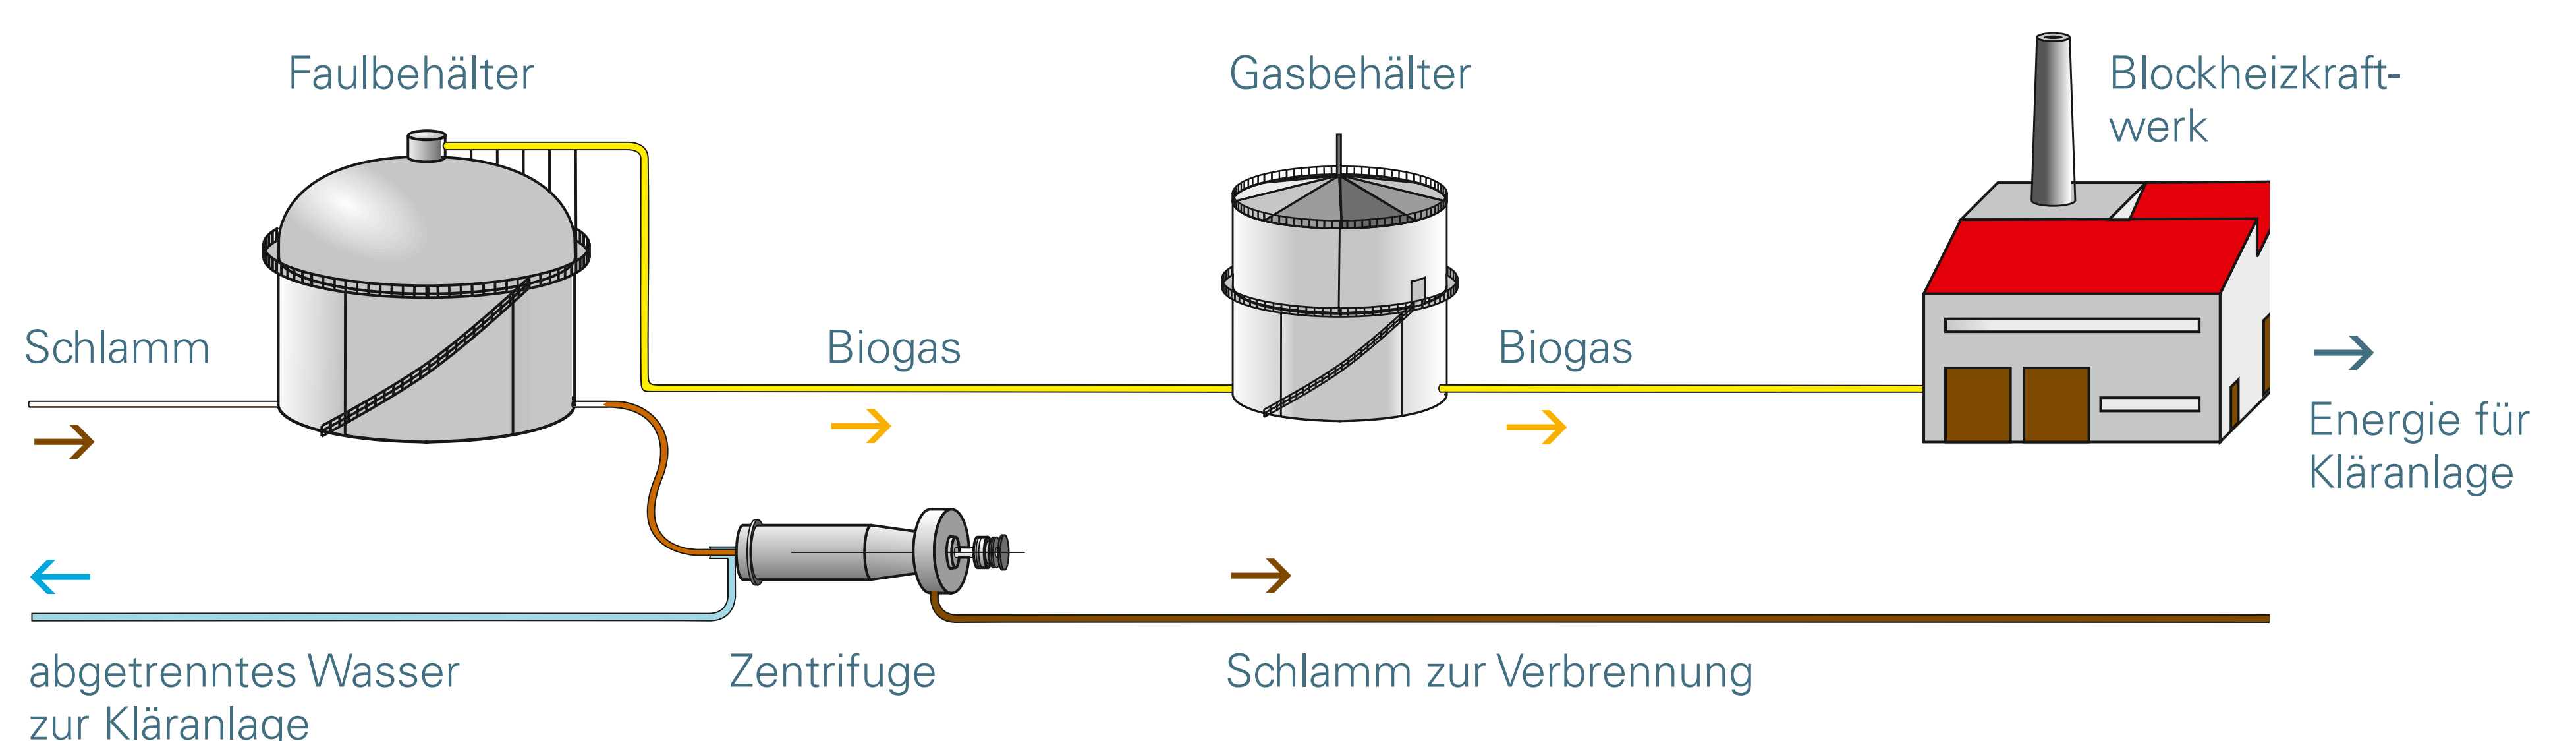 Faulbehälter
Gasbehälter
Blockheizkraft-
werk
Schlamm
Biogas
Biogas
Energie für
Kläranlage
abgetrenntes Wasser
zur Kläranlage
Zentrifuge
Schlamm zur Verbrennung